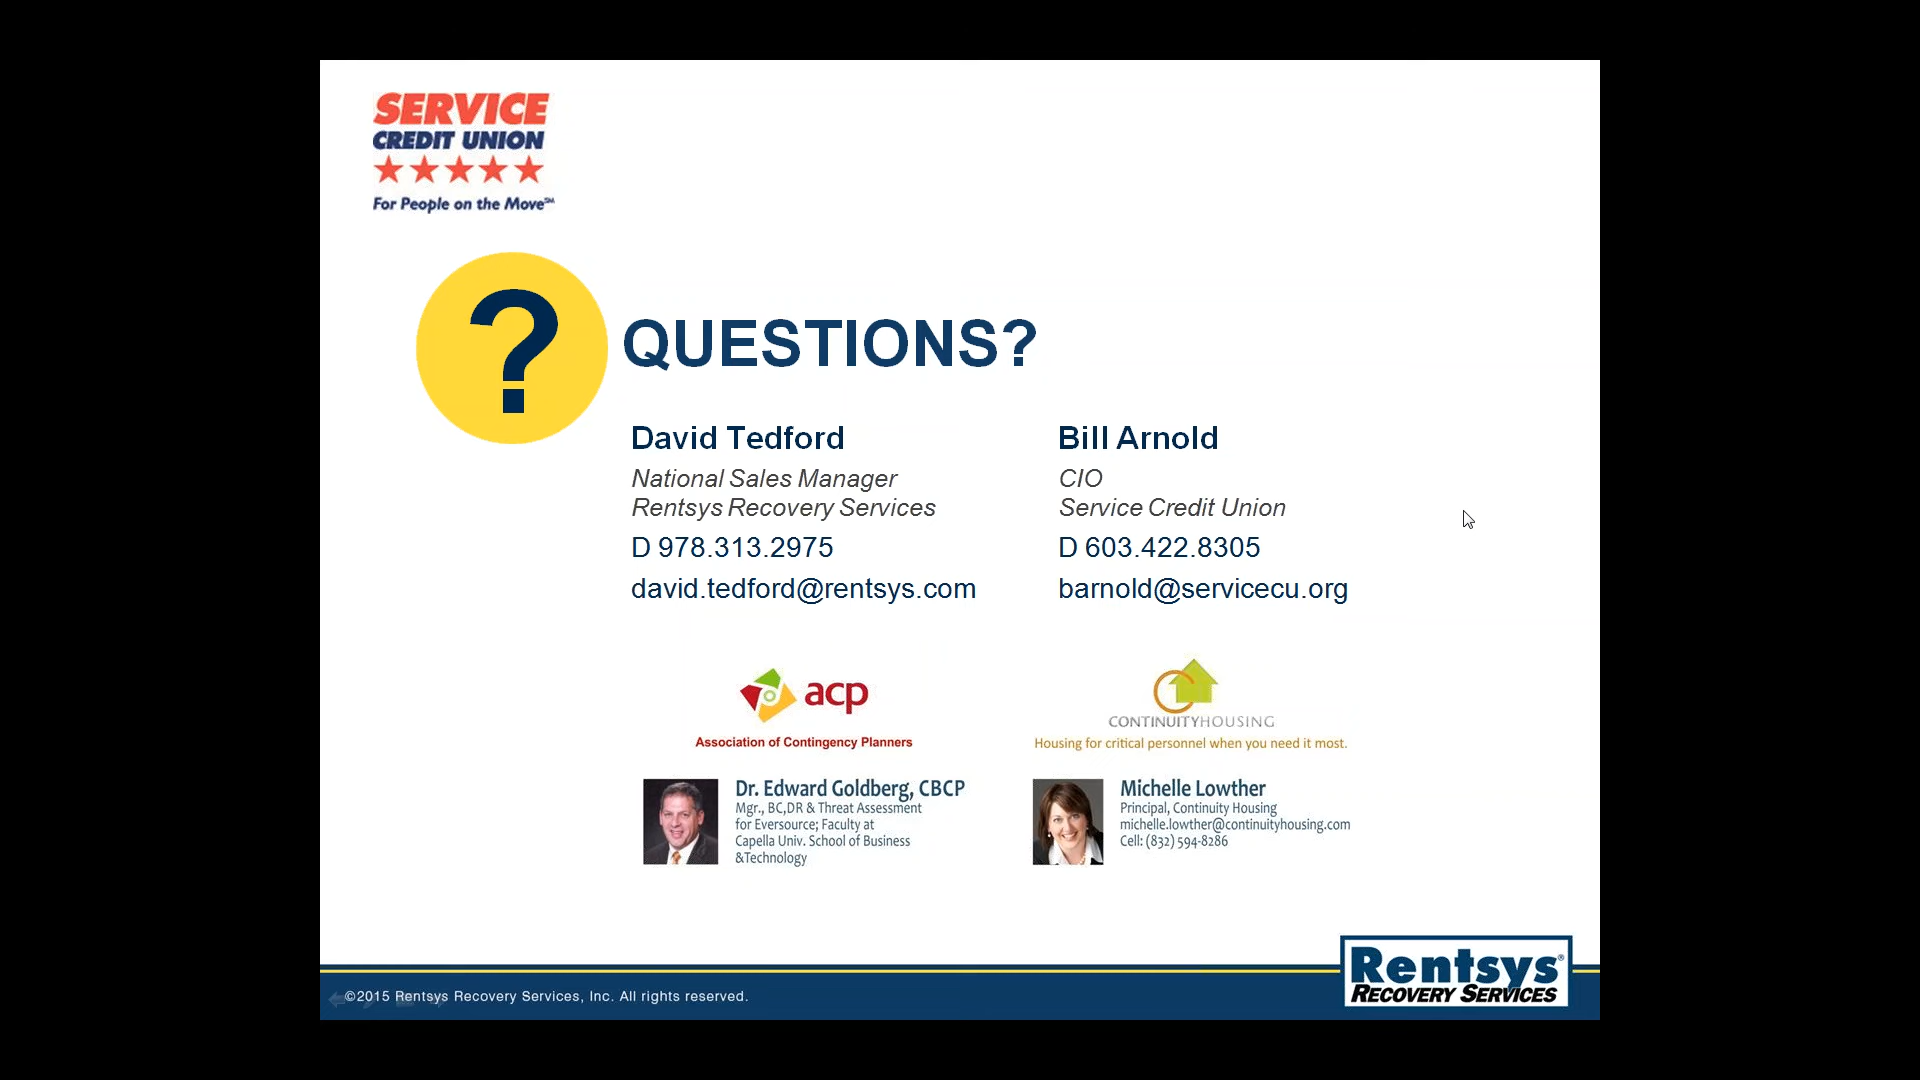 SERVICE
CREDIT UNION
For People on the Move℠
?
QUESTIONS?
David Tedford
National Sales Manager
Rentsys Recovery Services
D 978.313.2975
david.tedford@rentsys.com
Bill Arnold
CIO
Service Credit Union
D 603.422.8305
barnold@servicecu.org
acp
Association of Contingency Planners
CONTINUITYHOUSING
Housing for critical personnel when you need it most.
Dr. Edward Goldberg, CBCP
Mgr., BC,DR & Threat Assessment
for Eversource; Faculty at
Capella Univ. School of Business
&Technology
Michelle Lowther
Principal, Continuity Housing
michelle.lowther@continuityhousing.com
Cell: (832) 594-8286
©2015 Rentsys Recovery Services, Inc. All rights reserved.
Rentsys®
RECOVERY SERVICES